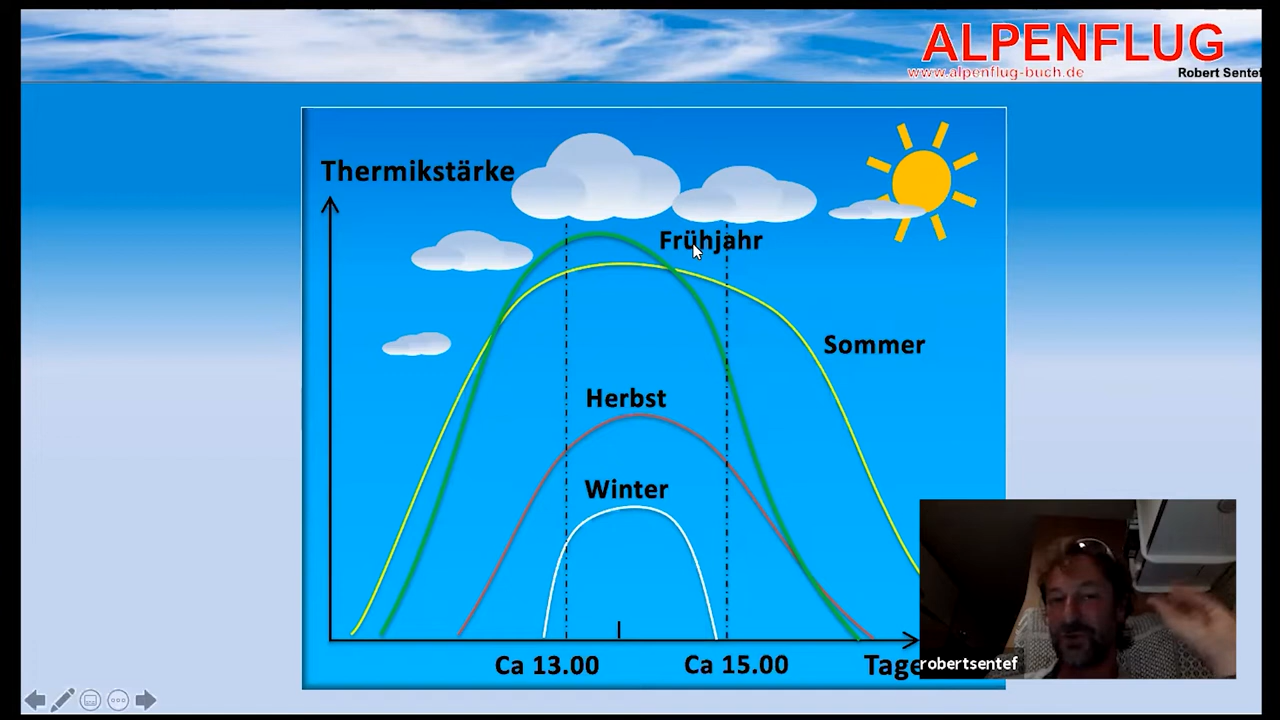 ALPENFLUG
www.alpenflug-buch.de
Robert Sentef
Thermikstärke
Frühjahr
Sommer
Herbst
Winter
Ca 13.00
Ca 15.00
Tage
robertsentef